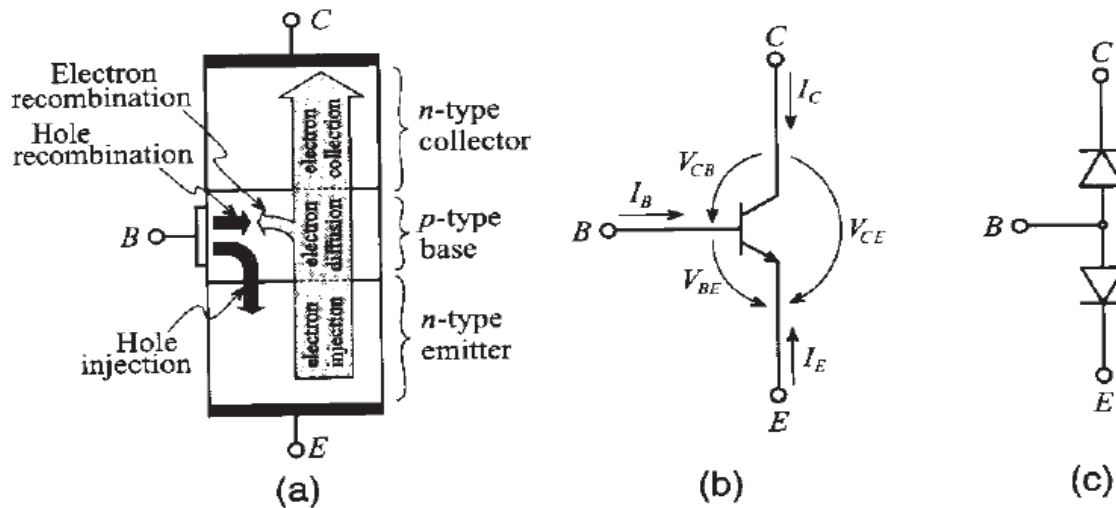 C
Electron
recombination
Hole
recombination
B
Hole
injection
electron
collection
electron
diffusion
electron
injection
n-type
collector
p-type
base
n-type
emitter
E
(a)
C
I_C
V_CB
I_B
B
V_CE
V_BE
I_E
E
(b)
C
B
E
(c)